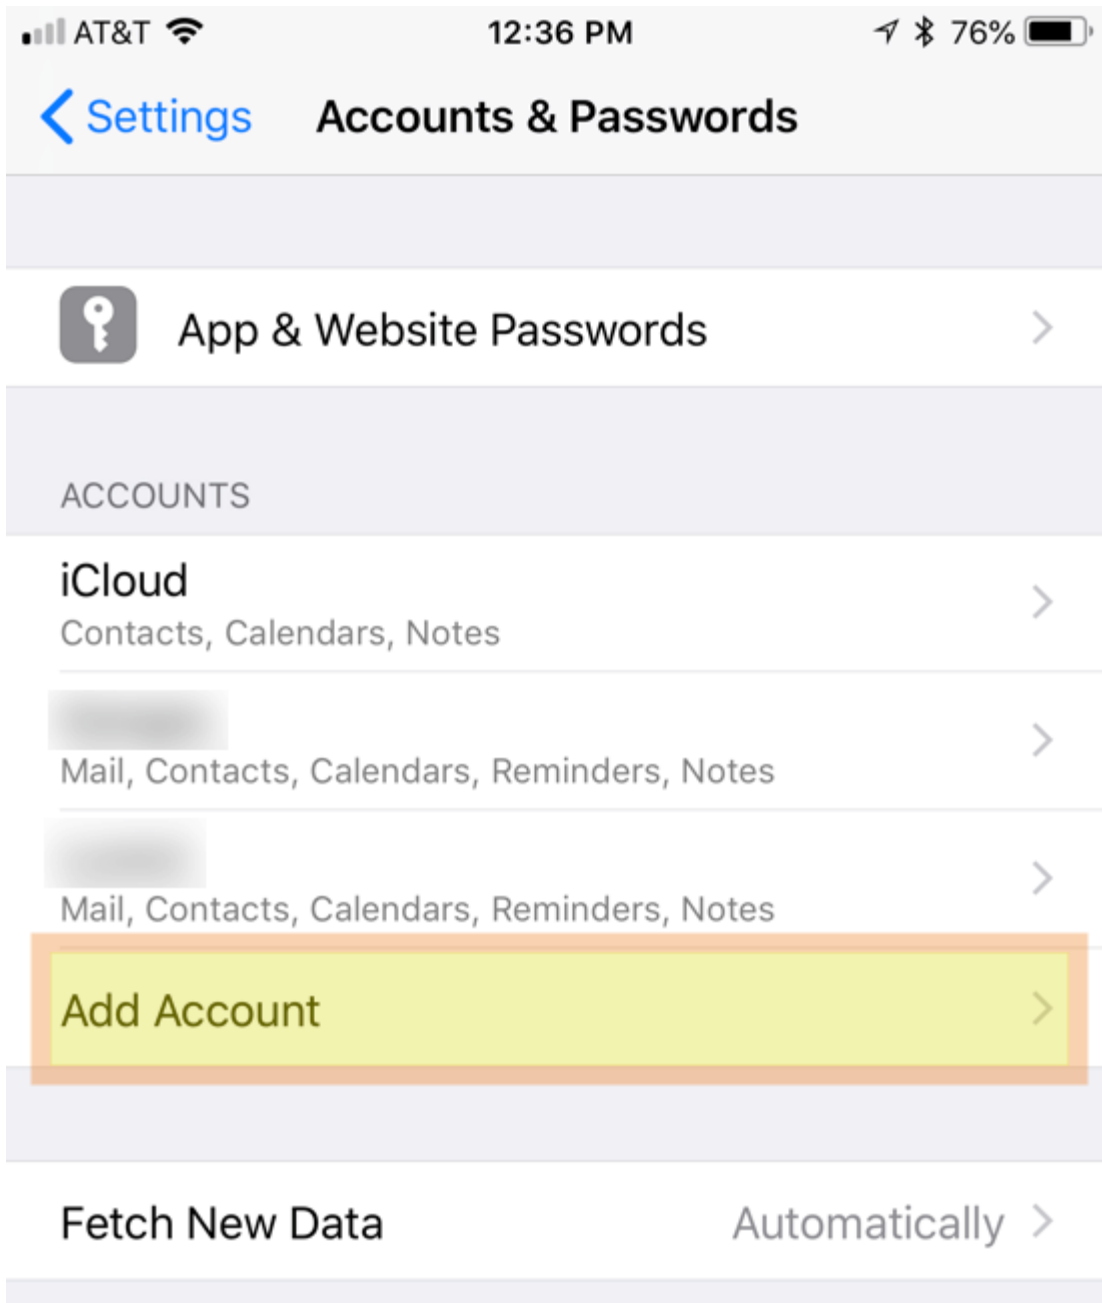 AT&T 12:36 PM 76%
Settings Accounts & Passwords
App & Website Passwords
ACCOUNTS
iCloud
Contacts, Calendars, Notes
Mail, Contacts, Calendars, Reminders, Notes
Mail, Contacts, Calendars, Reminders, Notes
Add Account
Fetch New Data Automatically